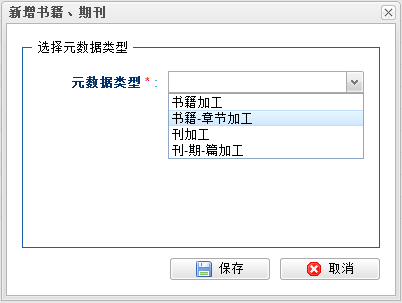 新增书籍、期刊
选择元数据类型
元数据类型 * :
书籍加工
书籍-章节加工
刊加工
刊-期-篇加工
保存
取消